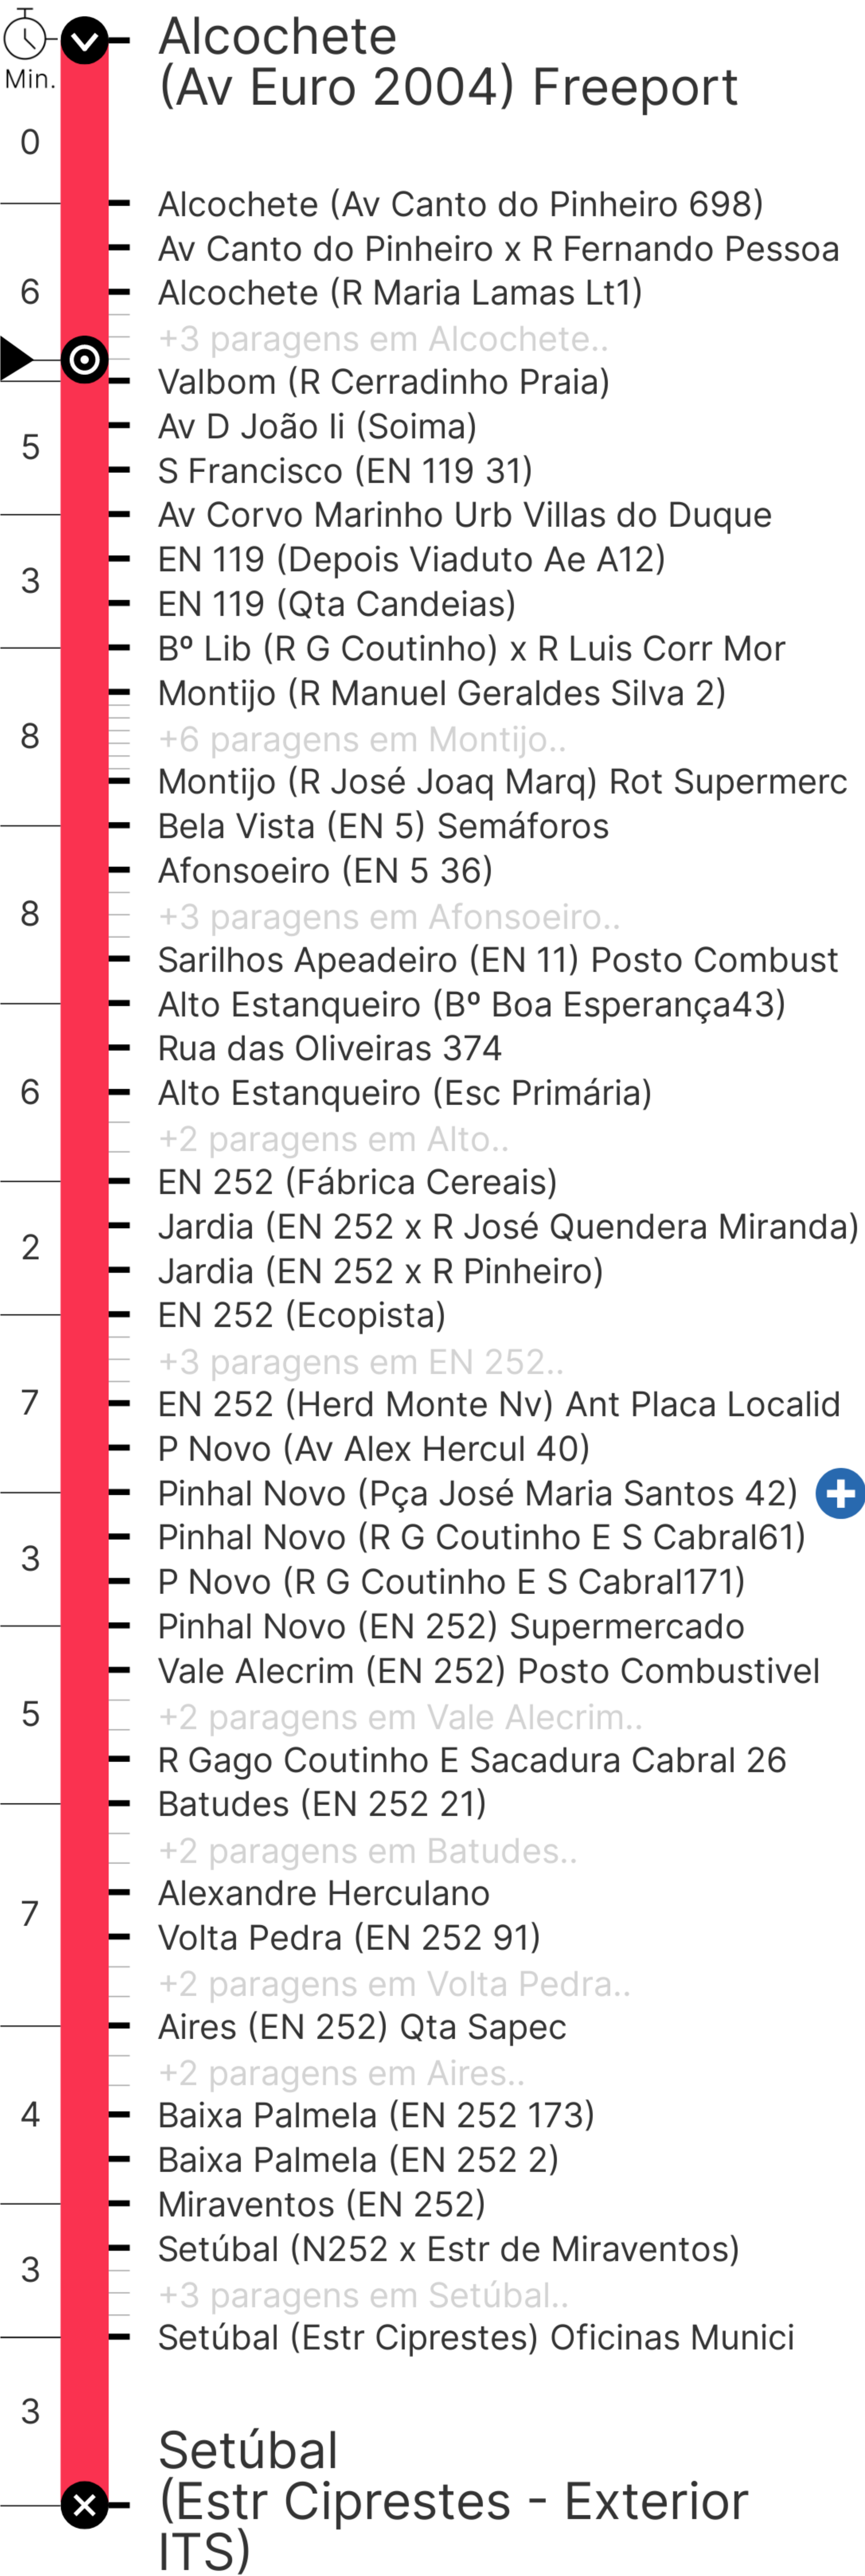 Min.
Alcochete
(Av Euro 2004) Freeport
0
Alcochete (Av Canto do Pinheiro 698)
Av Canto do Pinheiro x R Fernando Pessoa
6
Alcochete (R Maria Lamas Lt1)
+3 paragens em Alcochete..
Valbom (R Cerradinho Praia)
Av D João Ii (Soima)
5
S Francisco (EN 119 31)
Av Corvo Marinho Urb Villas do Duque
EN 119 (Depois Viaduto Ae A12)
3
EN 119 (Qta Candeias)
Bº Lib (R G Coutinho) x R Luis Corr Mor
Montijo (R Manuel Geraldes Silva 2)
8
+6 paragens em Montijo..
Montijo (R José Joaq Marq) Rot Supermerc
Bela Vista (EN 5) Semáforos
Afonsoeiro (EN 5 36)
8
+3 paragens em Afonsoeiro..
Sarilhos Apeadeiro (EN 11) Posto Combust
Alto Estanqueiro (Bº Boa Esperança43)
Rua das Oliveiras 374
6
Alto Estanqueiro (Esc Primária)
+2 paragens em Alto..
EN 252 (Fábrica Cereais)
Jardia (EN 252 x R José Quendera Miranda)
2
Jardia (EN 252 x R Pinheiro)
EN 252 (Ecopista)
+3 paragens em EN 252..
7
EN 252 (Herd Monte Nv) Ant Placa Localid
P Novo (Av Alex Hercul 40)
Pinhal Novo (Pça José Maria Santos 42)
Pinhal Novo (R G Coutinho E S Cabral61)
3
P Novo (R G Coutinho E S Cabral171)
Pinhal Novo (EN 252) Supermercado
Vale Alecrim (EN 252) Posto Combustivel
5
+2 paragens em Vale Alecrim..
R Gago Coutinho E Sacadura Cabral 26
Batudes (EN 252 21)
+2 paragens em Batudes..
Alexandre Herculano
7
Volta Pedra (EN 252 91)
+2 paragens em Volta Pedra..
Aires (EN 252) Qta Sapec
+2 paragens em Aires..
4
Baixa Palmela (EN 252 173)
Baixa Palmela (EN 252 2)
Miraventos (EN 252)
Setúbal (N252 x Estr de Miraventos)
3
+3 paragens em Setúbal..
Setúbal (Estr Ciprestes) Oficinas Munici
3
Setúbal
(Estr Ciprestes - Exterior
ITS)